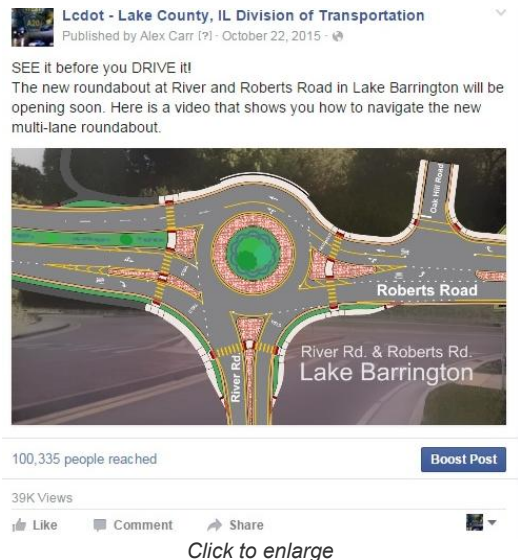 Lcdot - Lake County, IL Division of Transportation
Published by Alex Carr [?] · October 22, 2015 ·
SEE it before you DRIVE it!
The new roundabout at River and Roberts Road in Lake Barrington will be
opening soon. Here is a video that shows you how to navigate the new
multi-lane roundabout.
Oak Hill Road
Roberts Road
River Rd.
River Rd. & Roberts Rd.
Lake Barrington
100,335 people reached
Boost Post
39K Views
Like Comment Share
Click to enlarge